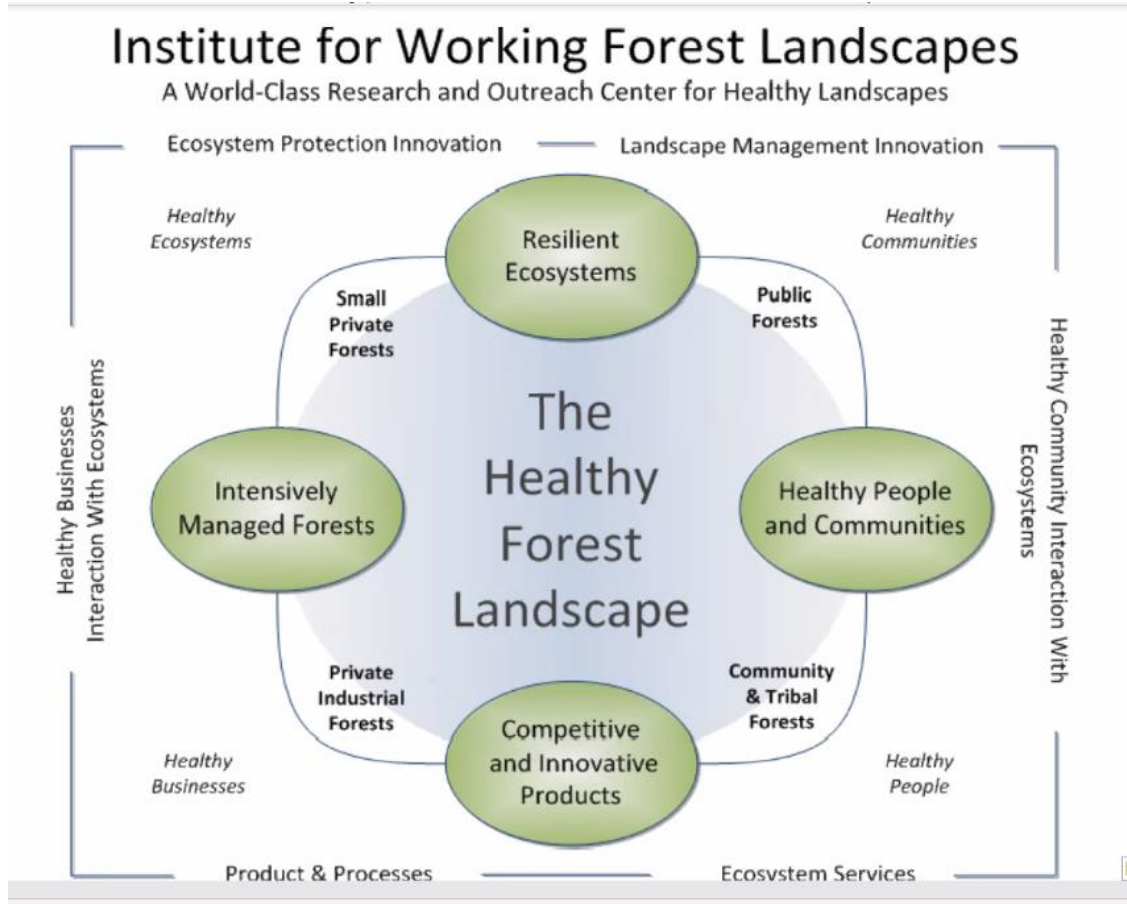 Institute for Working Forest Landscapes
A World-Class Research and Outreach Center for Healthy Landscapes
Ecosystem Protection Innovation
Landscape Management Innovation
Healthy
Ecosystems
Healthy
Communities
Resilient
Ecosystems
Small
Private
Forests
Public
Forests
Healthy Businesses
Interaction With Ecosystems
Healthy Community Interaction With
Ecosystems
The
Healthy
Forest
Landscape
Intensively
Managed Forests
Healthy People
and Communities
Private
Industrial
Forests
Community
& Tribal
Forests
Competitive
and Innovative
Products
Healthy
Businesses
Healthy
People
Product & Processes
Ecosystem Services